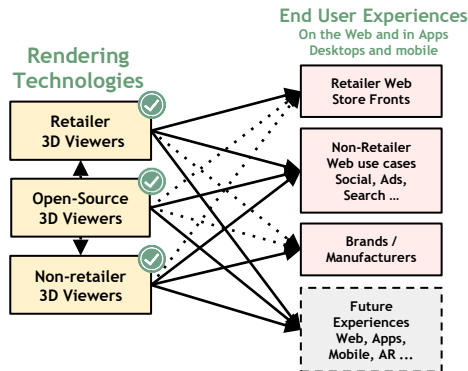 End User Experiences
On the Web and in Apps
Desktops and mobile
Rendering
Technologies
Retailer
3D Viewers
Open-Source
3D Viewers
Non-retailer
3D Viewers
Retailer Web
Store Fronts
Non-Retailer
Web use cases
Social, Ads,
Search ...
Brands /
Manufacturers
Future
Experiences
Web, Apps,
Mobile, AR ...